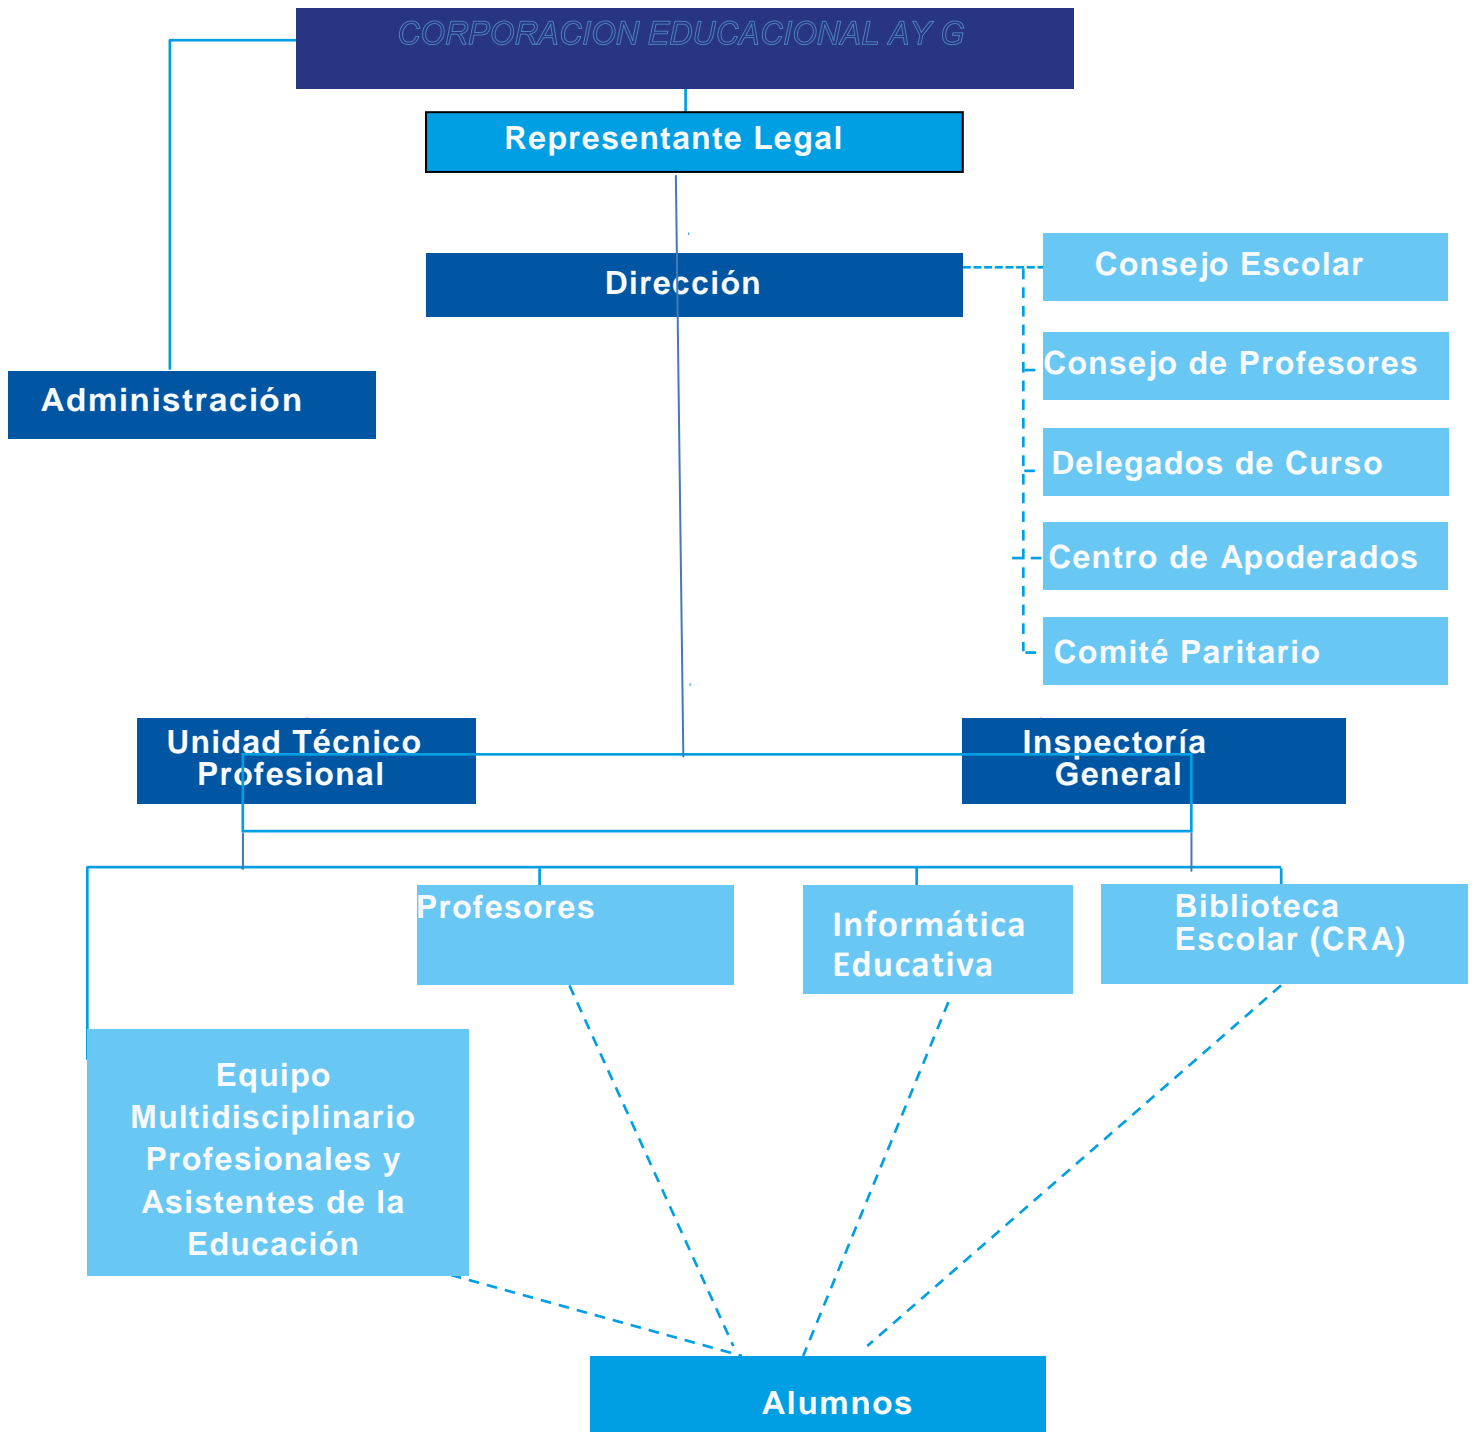 CORPORACION EDUCACIONAL AY G
Representante Legal
Dirección
Consejo Escolar
Consejo de Profesores
Administración
Delegados de Curso
Centro de Apoderados
Comité Paritario
Unidad Técnico
Profesional
Inspectoría
General
Profesores
Informática
Educativa
Biblioteca
Escolar (CRA)
Equipo
Multidisciplinario
Profesionales y
Asistentes de la
Educación
Alumnos